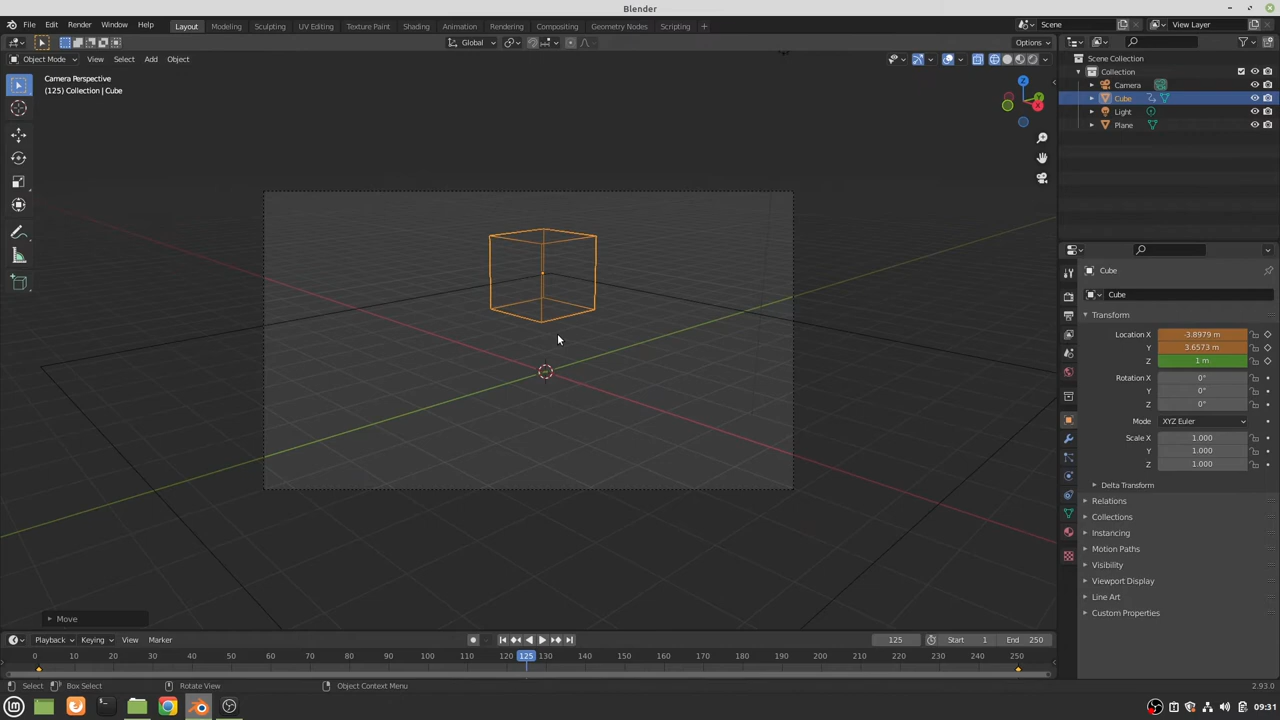 Blender
File Edit Render Window Help
Layout Modeling Sculpting UV Editing Texture Paint Shading Animation Rendering Compositing Geometry Nodes Scripting +
Scene
View Layer
Global
Options
Object Mode View Select Add Object
Camera Perspective
(125) Collection | Cube
Z
Y
X
Scene Collection
Collection
Camera
Cube
Light
Plane
Cube
Cube
Transform
Location X -3.8979 m
Y 3.6573 m
Z 1 m
Rotation X 0°
Y 0°
Z 0°
Mode XYZ Euler
Scale X 1.000
Y 1.000
Z 1.000
Delta Transform
Relations
Collections
Instancing
Motion Paths
Visibility
Viewport Display
Line Art
Custom Properties
Move
Playback Keying View Marker
125
Start 1
End 250
0 10 20 30 40 50 60 70 80 90 100 110 120 125 130 140 150 160 170 180 190 200 210 220 230 240 250
Select Box Select Rotate View Object Context Menu
2.93.0
09:31